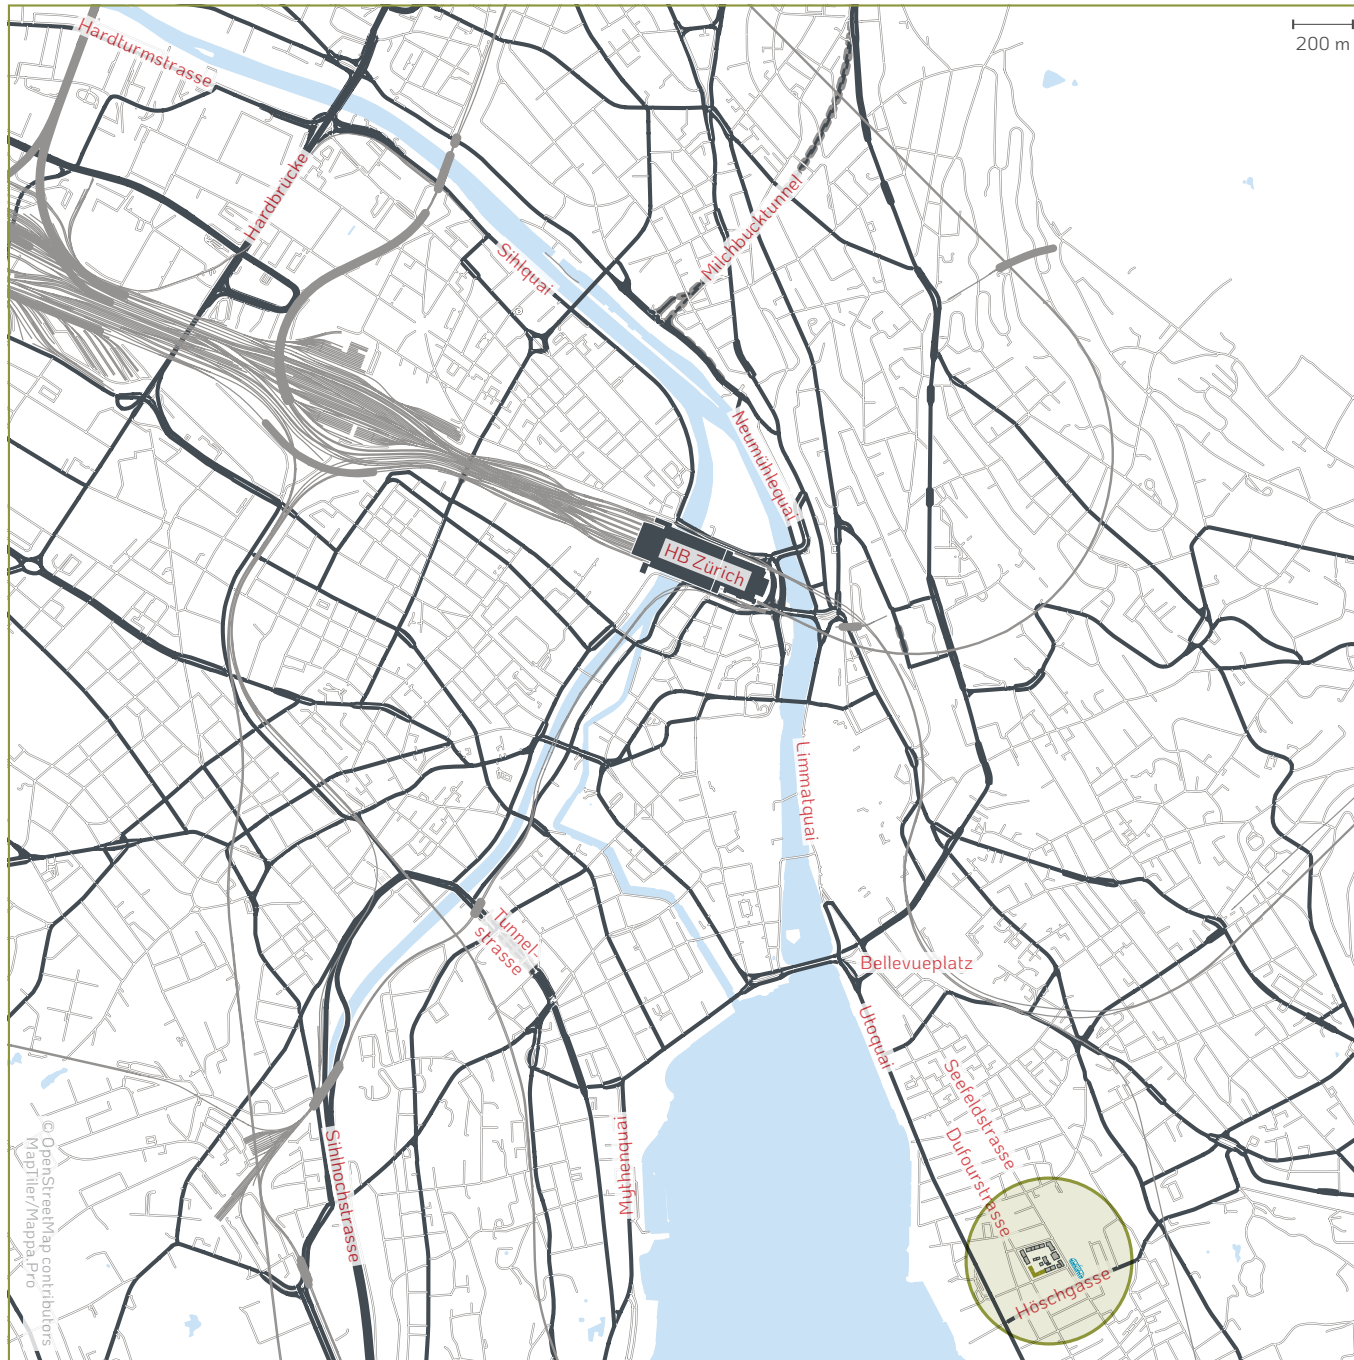 200 m
Hardturmstrasse
Hardbrücke
Milchbucktunnel
Sihlquai
Neumühlequai
HB Zürich
Limmatquai
Tunnel-
strasse
Bellevueplatz
Utoquai
Seefeldstrasse
Dufourstrasse
Mythenquai
Sihlhochstrasse
Höschgasse
© OpenStreetMap contributors
MapTiler/Mappa.Pro